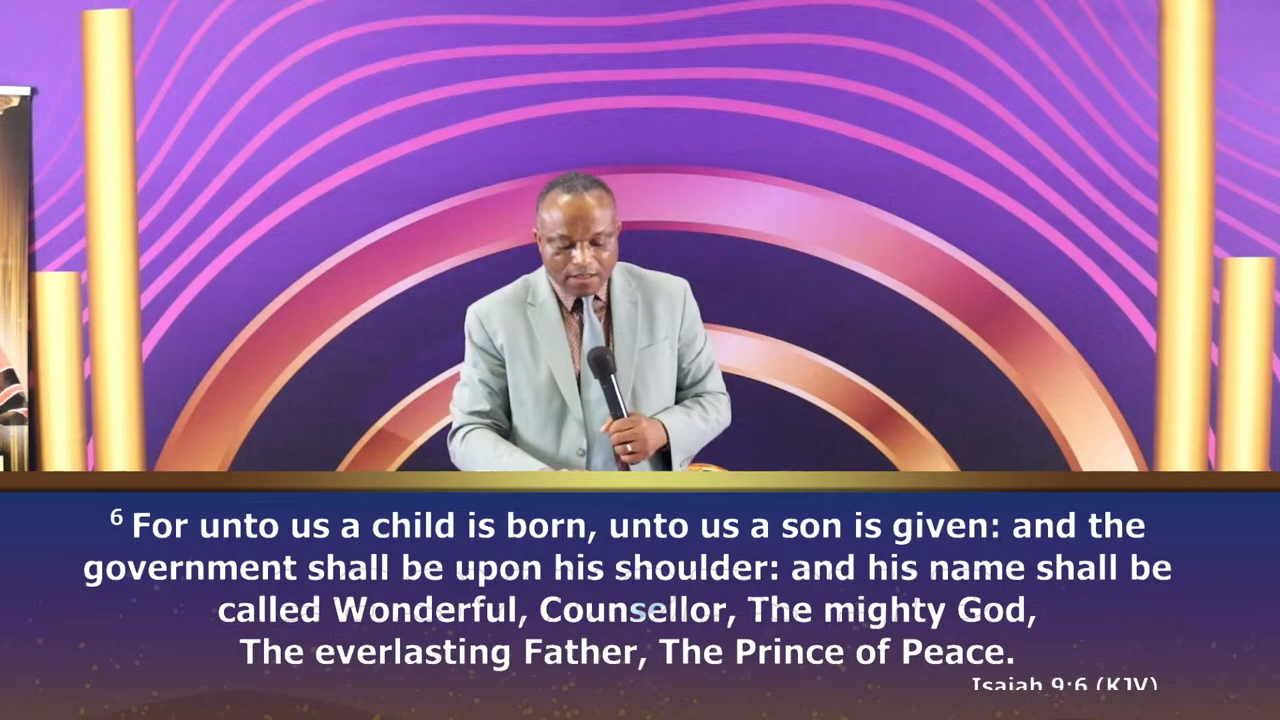 6 For unto us a child is born, unto us a son is given: and the
government shall be upon his shoulder: and his name shall be
called Wonderful, Counsellor, The mighty God,
The everlasting Father, The Prince of Peace.
Isaiah 9:6 (KJV)